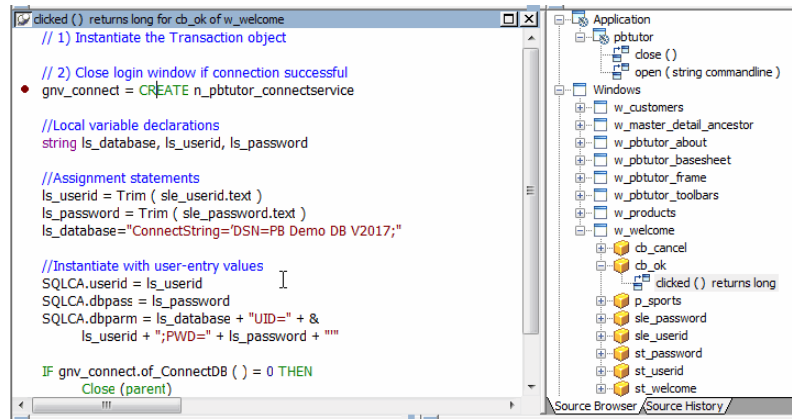 clicked ( )  returns long for cb_ok of w_welcome
// 1) Instantiate the Transaction object
// 2) Close login window if connection successful
gnv_connect = CREATE n_pbtutor_connectservice
//Local variable declarations
string ls_database, ls_userid, ls_password
//Assignment statements
ls_userid = Trim ( sle_userid.text )
ls_password = Trim ( sle_password.text )
ls_database="ConnectString='DSN=PB Demo DB V2017;"
//Instantiate with user-entry values
SQLCA.userid = ls_userid
SQLCA.dbpass = ls_password
SQLCA.dbparm = ls_database + "UID=" + &
ls_userid + ";PWD=" + ls_password + "'"
IF gnv_connect.of_ConnectDB ( ) = 0 THEN
Close (parent)
Application
pbtutor
close ( )
open ( string commandline )
Windows
w_customers
w_master_detail_ancestor
w_pbtutor_about
w_pbtutor_basesheet
w_pbtutor_frame
w_pbtutor_toolbars
w_products
w_welcome
cb_cancel
cb_ok
clicked ( )  returns long
p_sports
sle_password
sle_userid
st_password
st_userid
st_welcome
Source Browser
Source History